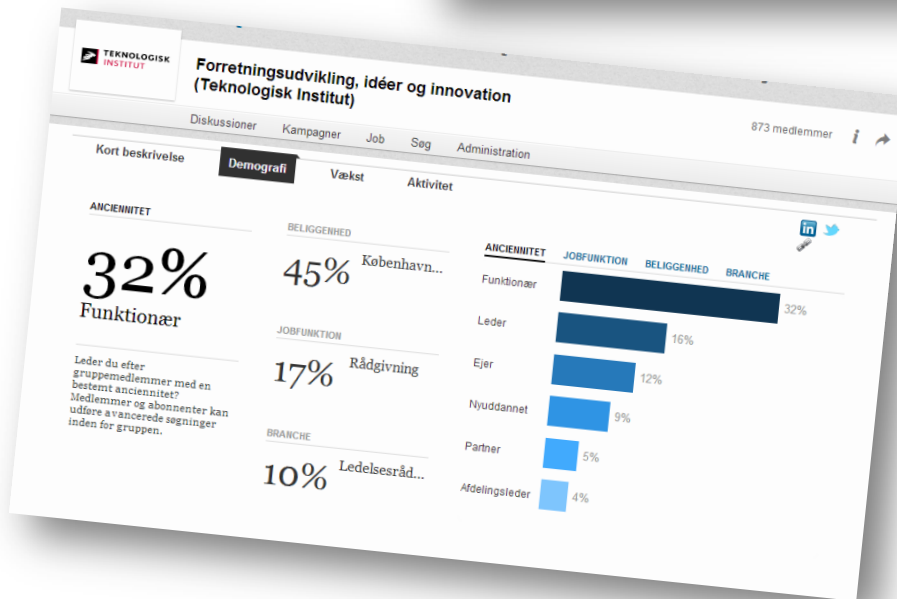 TEKNOLOGISK
INSTITUT
Forretningsudvikling, idéer og innovation
(Teknologisk Institut)
873 medlemmer
Diskussioner Kampagner Job Søg Administration
Kort beskrivelse Demografi Vækst Aktivitet
ANCIENNITET
32%
Funktionær
Leder du efter
gruppemedlemmer med en
bestemt anciennitet?
Medlemmer og abonnenter kan
udføre avancerede søgninger
inden for gruppen.
BELIGGENHED
45% København...
JOBFUNKTION
17% Rådgivning
BRANCHE
10% Ledelsesråd...
in
ANCIENNITET JOBFUNKTION BELIGGENHED BRANCHE
Funktionær 32%
Leder 16%
Ejer 12%
Nyuddannet 9%
Partner 5%
Afdelingsleder 4%